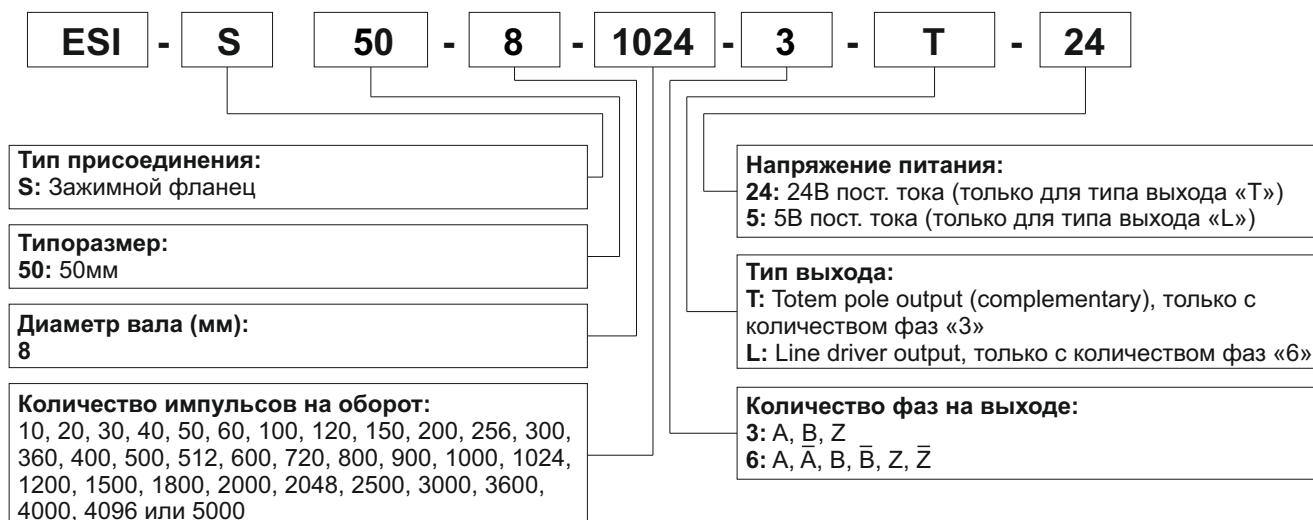 ESI - S 50 - 8 - 1024 - 3 - T - 24
Тип присоединения:
S: Зажимной фланец
Типоразмер:
50: 50мм
Диаметр вала (мм):
8
Количество импульсов на оборот:
10, 20, 30, 40, 50, 60, 100, 120, 150, 200, 256, 300,
360, 400, 500, 512, 600, 720, 800, 900, 1000, 1024,
1200, 1500, 1800, 2000, 2048, 2500, 3000, 3600,
4000, 4096 или 5000
Напряжение питания:
24: 24В пост. тока (только для типа выхода «Т»)
5: 5В пост. тока (только для типа выхода «L»)
Тип выхода:
T: Totem pole output (complementary), только с
количеством фаз «3»
L: Line driver output, только с количеством фаз «6»
Количество фаз на выходе:
3: A, B, Z
6: A, A̅, B, B̅, Z, Z̅